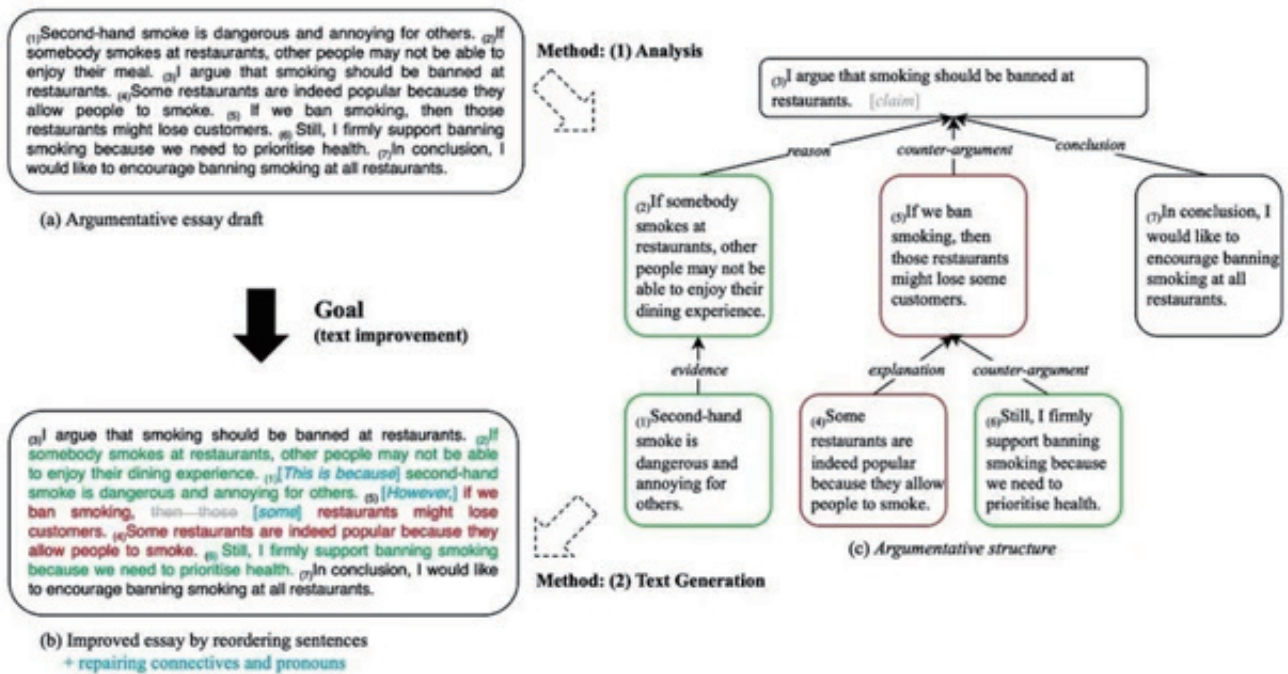 (1)Second-hand smoke is dangerous and annoying for others. (2)If
somebody smokes at restaurants, other people may not be able to
enjoy their meal. (3)I argue that smoking should be banned at
restaurants. (4)Some restaurants are indeed popular because they
allow people to smoke. (5) If we ban smoking, then those
restaurants might lose customers. (6) Still, I firmly support banning
smoking because we need to prioritise health. (7)In conclusion, I
would like to encourage banning smoking at all restaurants.
(a) Argumentative essay draft
Goal
(text improvement)
(3)I argue that smoking should be banned at restaurants. (2)If
somebody smokes at restaurants, other people may not be able
to enjoy their dining experience. (1)[This is because] second-hand
smoke is dangerous and annoying for others. (5) [However,] if we
ban smoking, then those [some] restaurants might lose
customers. (4)Some restaurants are indeed popular because they
allow people to smoke. (6) Still, I firmly support banning smoking
because we need to prioritise health. (7)In conclusion, I would like
to encourage banning smoking at all restaurants.
(b) Improved essay by reordering sentences
+ repairing connectives and pronouns
Method: (1) Analysis
Method: (2) Text Generation
(3)I argue that smoking should be banned at
restaurants. [claim]
reason
counter-argument
conclusion
(2)If somebody
smokes at
restaurants, other
people may not be
able to enjoy their
dining experience.
(5)If we ban
smoking, then
those restaurants
might lose some
customers.
(7)In conclusion, I
would like to
encourage banning
smoking at all
restaurants.
evidence
explanation
counter-argument
(1)Second-hand
smoke is
dangerous and
annoying for
others.
(4)Some
restaurants are
indeed popular
because they allow
people to smoke.
(6)Still, I firmly
support banning
smoking because
we need to
prioritise health.
(c) Argumentative structure